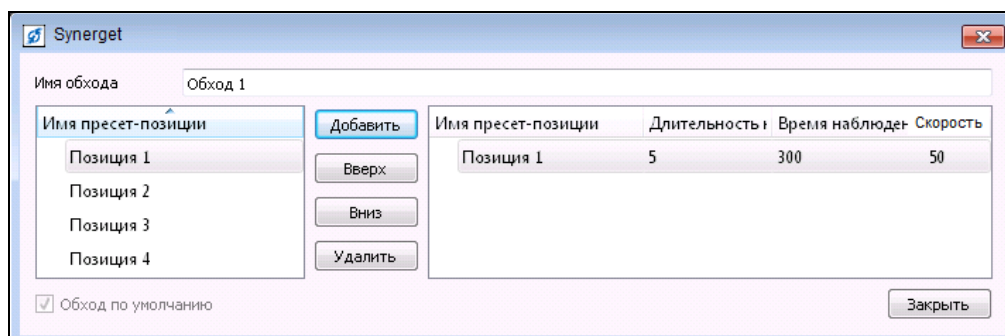 Synerget
Имя обхода Обход 1
Имя пресет-позиции Добавить Имя пресет-позиции Длительность н Время наблюден Скорость
Позиция 1 Вверх Позиция 1 5 300 50
Позиция 2
Позиция 3 Вниз
Позиция 4 Удалить
Обход по умолчанию Закрыть